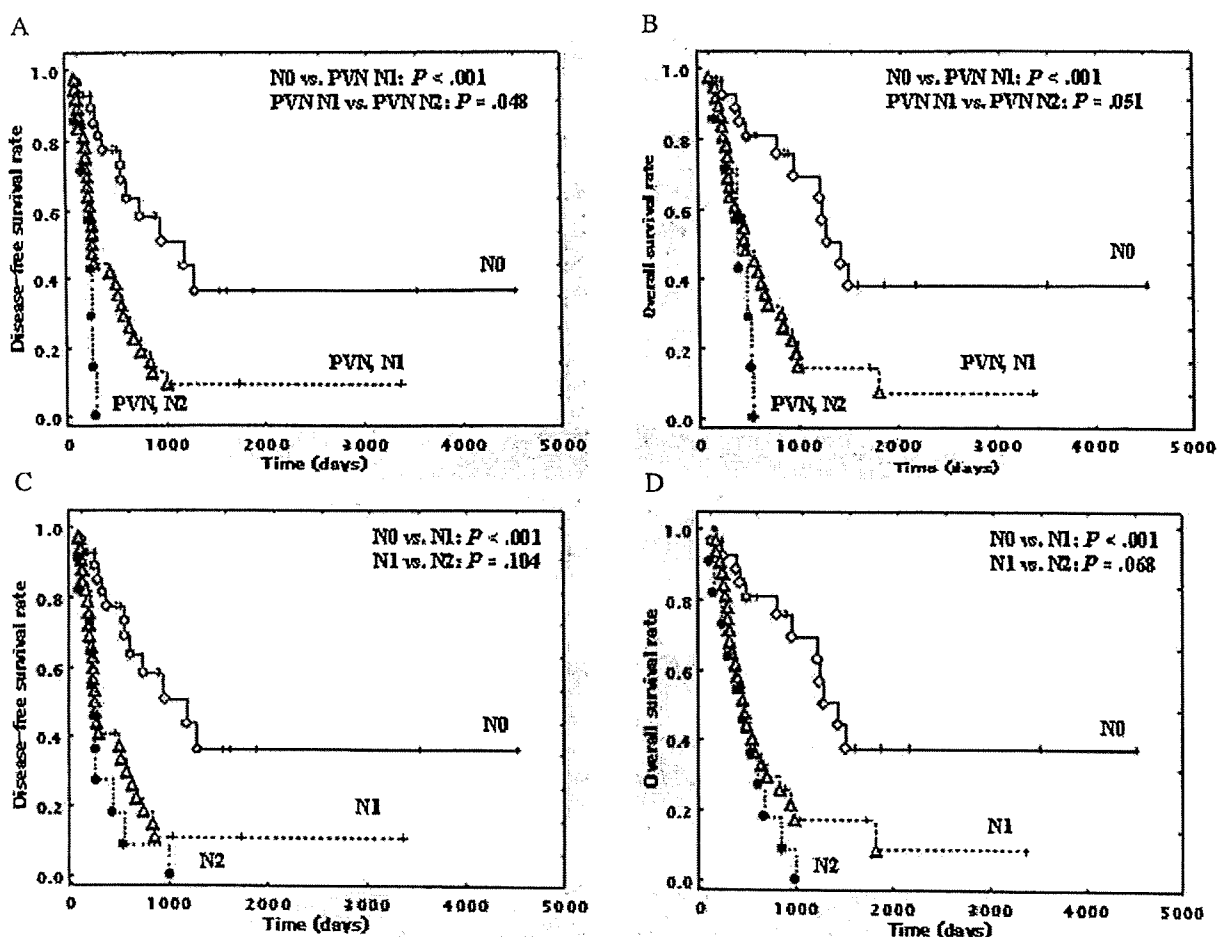 A
N0 vs. PVN N1: P < .001
PVN N1 vs. PVN N2: P = .048
Disease-free survival rate
1.0
0.8
0.6
0.4
0.2
0.0
N0
PVN, N1
PVN, N2
0 1000 2000 3000 4000 5000
Time (days)
B
N0 vs. PVN N1: P < .001
PVN N1 vs. PVN N2: P = .051
Overall survival rate
1.0
0.8
0.6
0.4
0.2
0.0
N0
PVN, N1
PVN, N2
0 1000 2000 3000 4000 5000
Time (days)
C
N0 vs. N1: P < .001
N1 vs. N2: P = .104
Disease-free survival rate
1.0
0.8
0.6
0.4
0.2
0.0
N0
N1
N2
0 1000 2000 3000 4000 5000
Time (days)
D
N0 vs. N1: P < .001
N1 vs. N2: P = .068
Overall survival rate
1.0
0.8
0.6
0.4
0.2
0.0
N0
N1
N2
0 1000 2000 3000 4000 5000
Time (days)